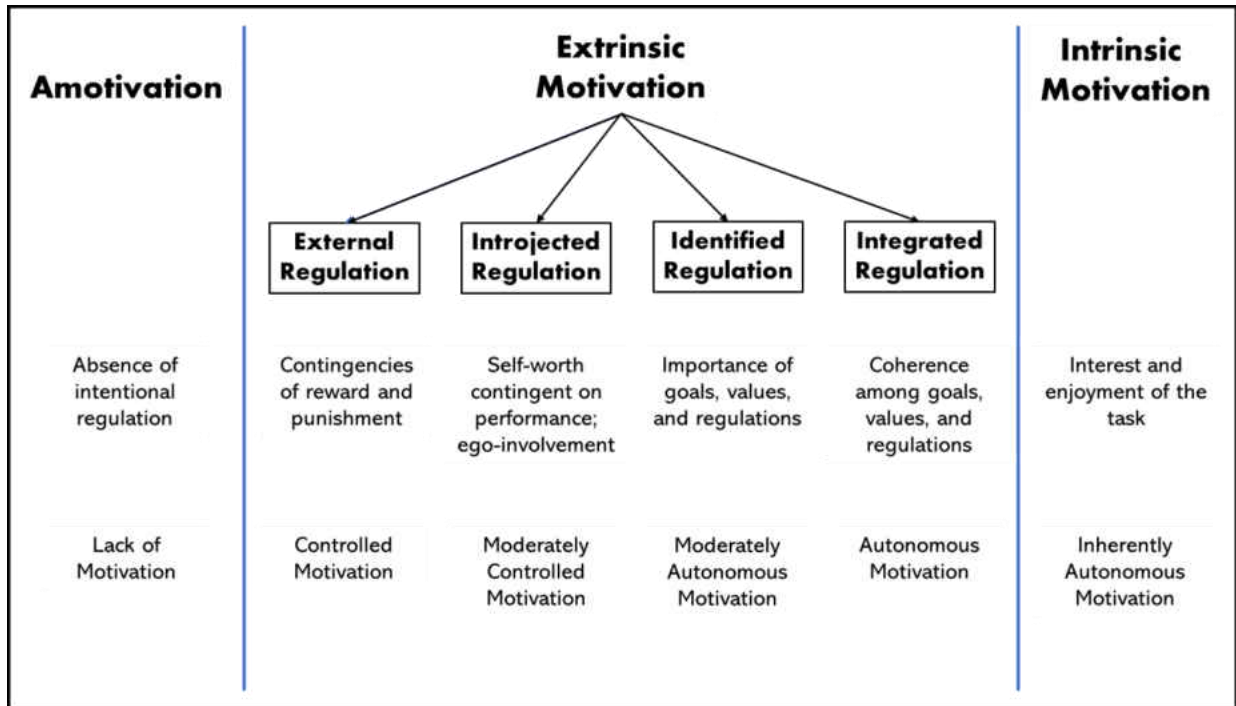 Extrinsic
Motivation
Intrinsic
Motivation
Amotivation
External
Regulation
Introjected
Regulation
Identified
Regulation
Integrated
Regulation
Absence of
intentional
regulation
Contingencies
of reward and
punishment
Self-worth
contingent on
performance;
ego-involvement
Importance of
goals, values,
and regulations
Coherence
among goals,
values, and
regulations
Interest and
enjoyment of the
task
Lack of
Motivation
Controlled
Motivation
Moderately
Controlled
Motivation
Moderately
Autonomous
Motivation
Autonomous
Motivation
Inherently
Autonomous
Motivation